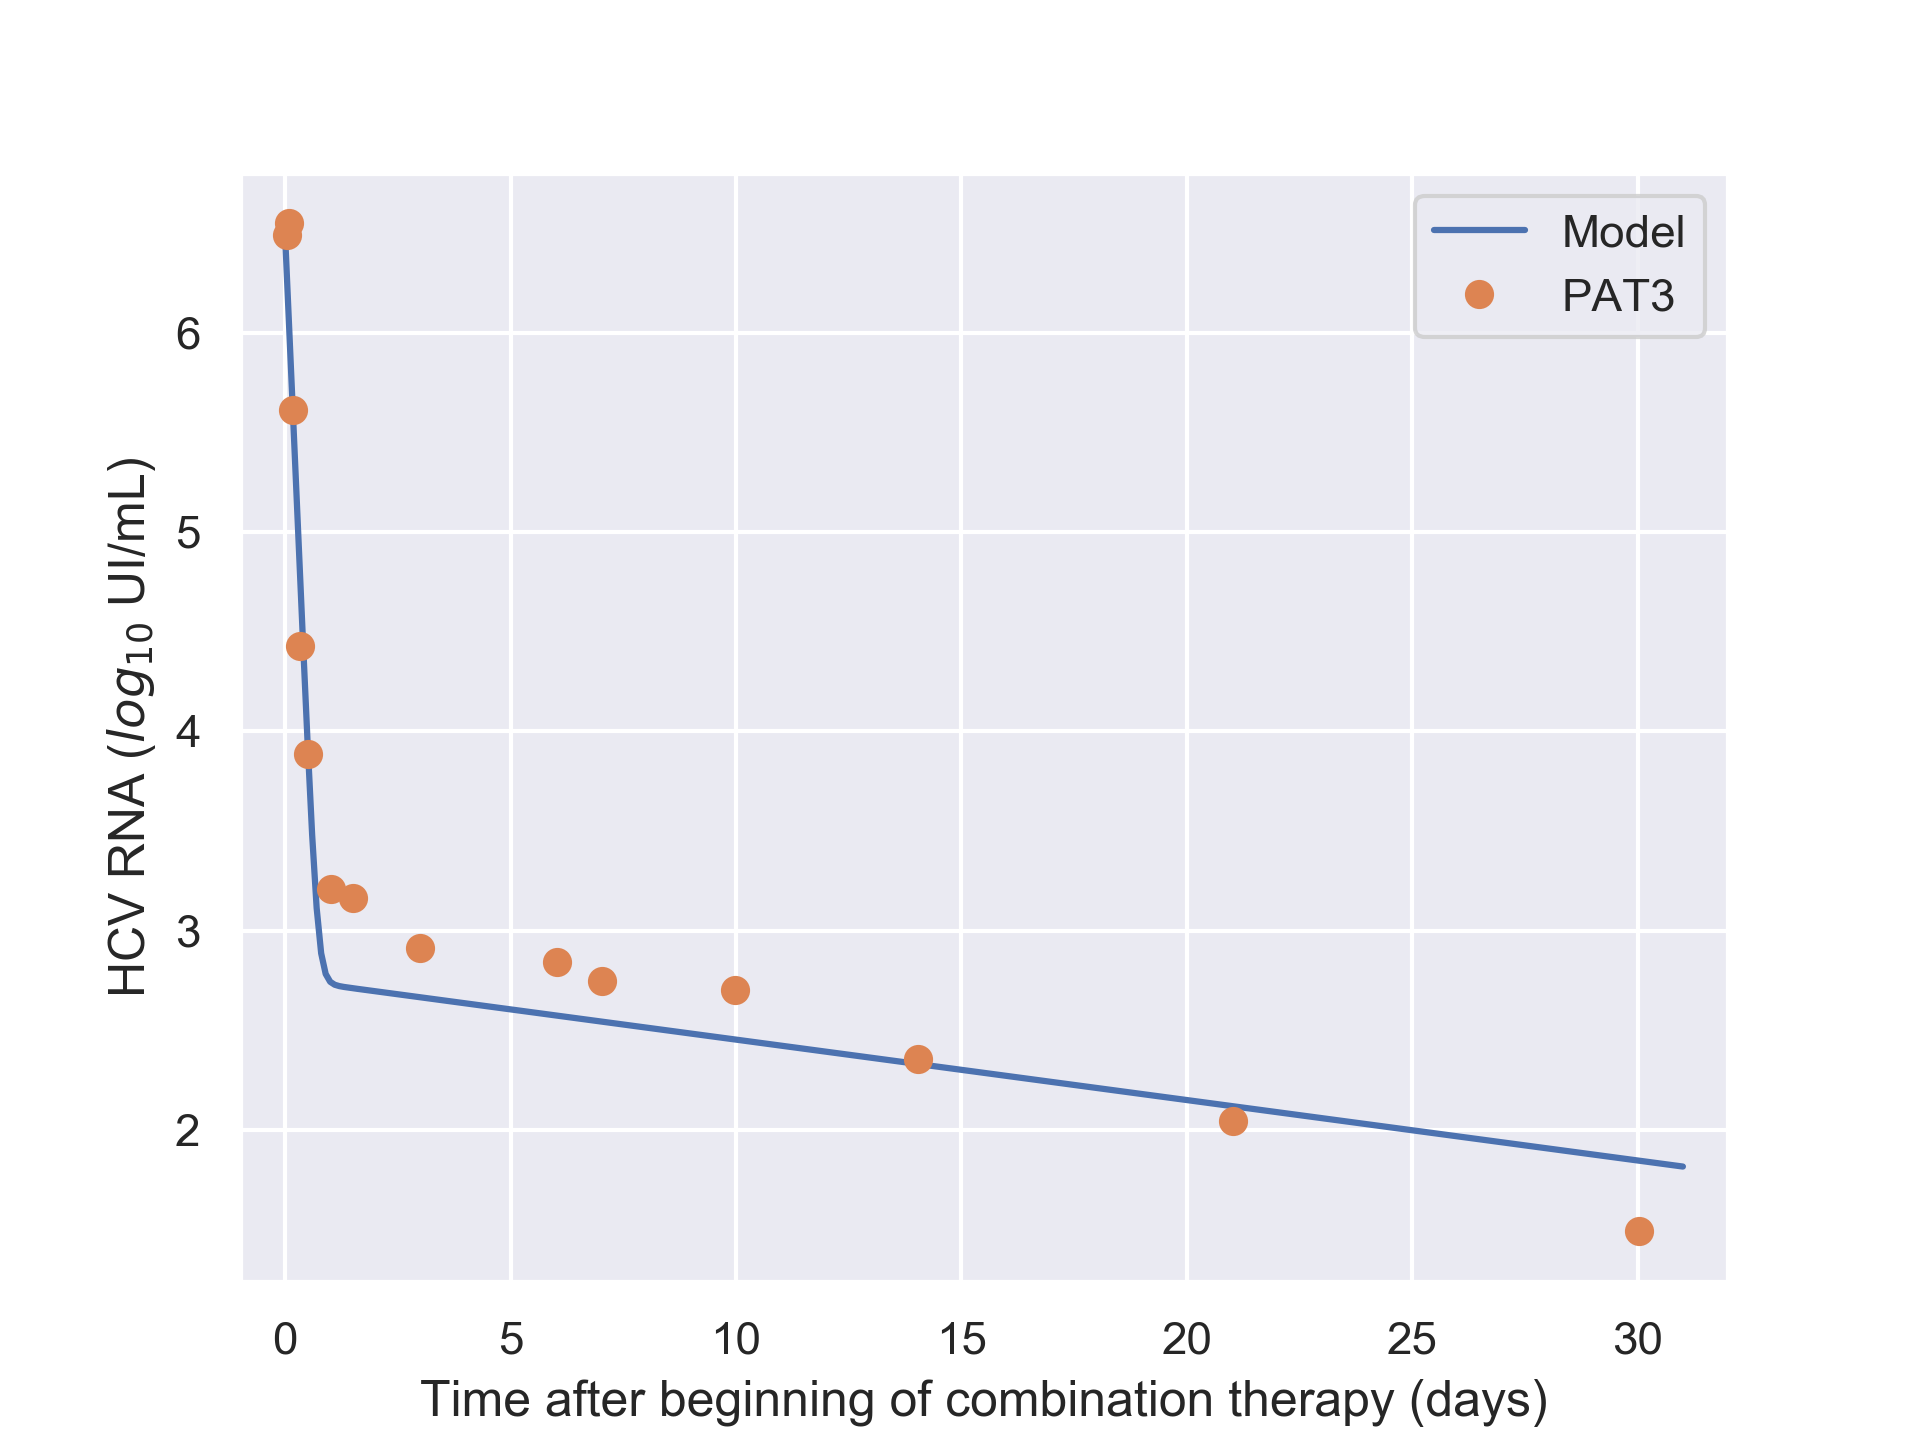 Model
PAT3
6
5
4
3
2
HCV RNA (log₁₀ UI/mL)
0 5 10 15 20 25 30
Time after beginning of combination therapy (days)